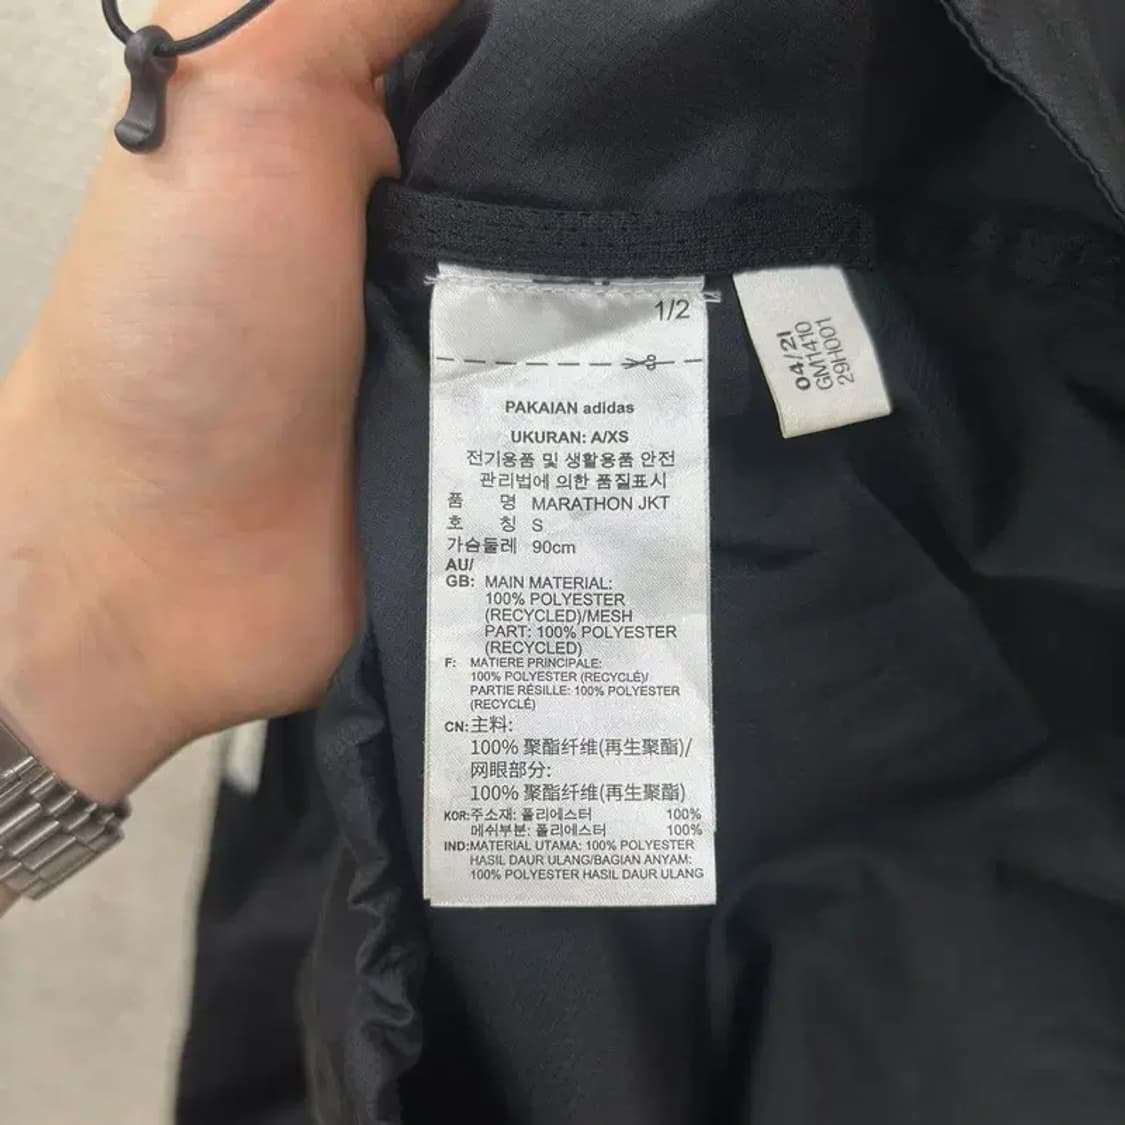 1/2
PAKAIAN adidas
UKURAN: A/XS
전기용품 및 생활용품 안전
관리법에 의한 품질표시
품 명 MARATHON JKT
호 칭 S
가슴둘레 90cm
AU/
GB: MAIN MATERIAL:
100% POLYESTER
(RECYCLED)/MESH
PART: 100% POLYESTER
(RECYCLED)
F: MATIERE PRINCIPALE:
100% POLYESTER (RECYCLÉ)/
PARTIE RÉSILLE: 100% POLYESTER
(RECYCLÉ)
CN: 主料:
100% 聚酯纤维(再生聚酯)/
网眼部分:
100% 聚酯纤维(再生聚酯)
KOR: 주소재: 폴리에스터 100%
메쉬부분: 폴리에스터 100%
IND: MATERIAL UTAMA: 100% POLYESTER
HASIL DAUR ULANG/BAGIAN ANYAM:
100% POLYESTER HASIL DAUR ULANG
04/21
GM1410
29H001